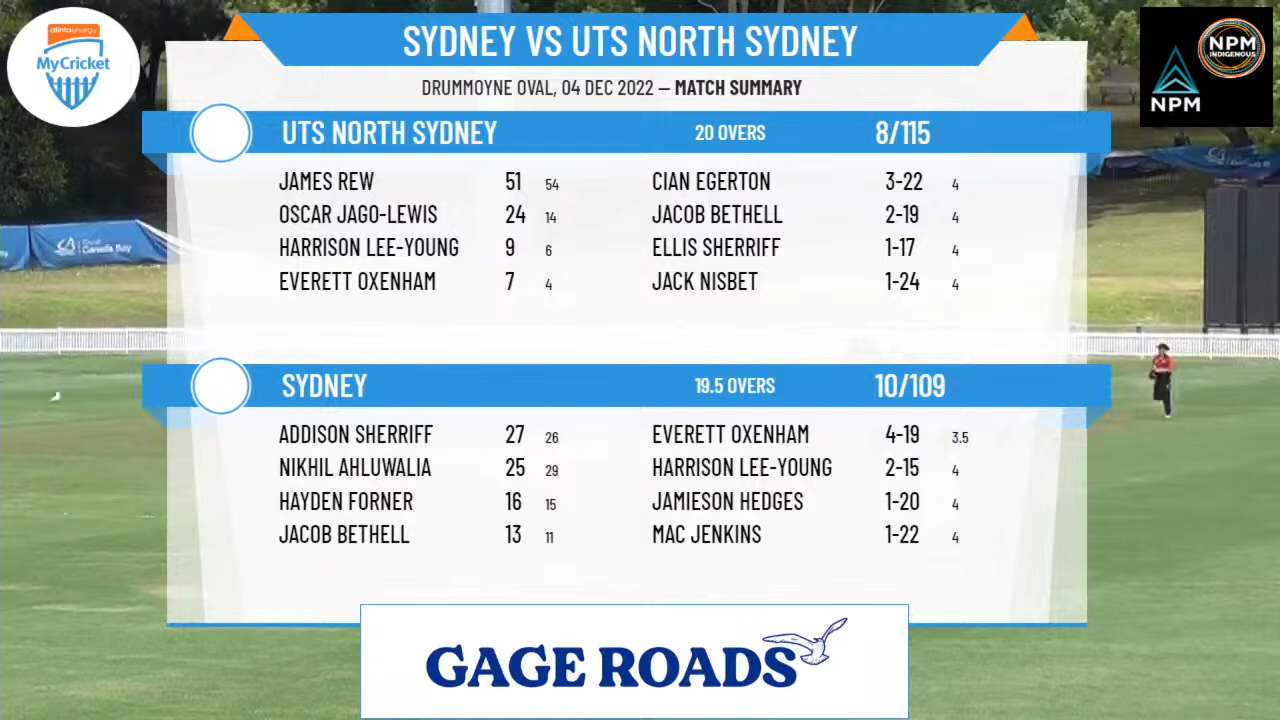 alintaenergy
MyCricket
SYDNEY VS UTS NORTH SYDNEY
NPM
INDIGENOUS
NPM
DRUMMOYNE OVAL, 04 DEC 2022 – MATCH SUMMARY
UTS NORTH SYDNEY 20 OVERS 8/115
JAMES REW 51 54 CIAN EGERTON 3-22 4
OSCAR JAGO-LEWIS 24 14 JACOB BETHELL 2-19 4
HARRISON LEE-YOUNG 9 6 ELLIS SHERRIFF 1-17 4
EVERETT OXENHAM 7 4 JACK NISBET 1-24 4
Canada Bay
SYDNEY 19.5 OVERS 10/109
ADDISON SHERRIFF 27 26 EVERETT OXENHAM 4-19 3.5
NIKHIL AHLUWALIA 25 29 HARRISON LEE-YOUNG 2-15 4
HAYDEN FORNER 16 15 JAMIESON HEDGES 1-20 4
JACOB BETHELL 13 11 MAC JENKINS 1-22 4
GAGE ROADS